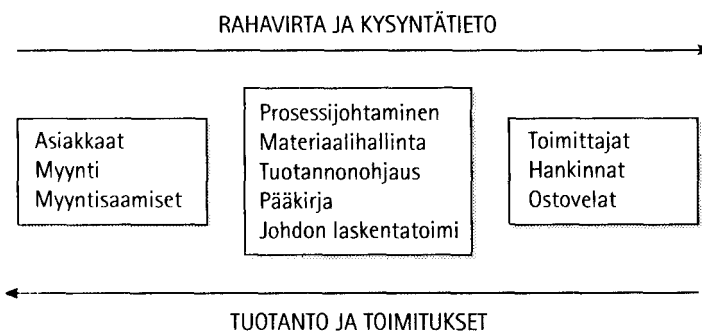 RAHAVIRTA JA KYSYNTÄTIETO
Asiakkaat
Myynti
Myyntisaamiset
Prosessijohtaminen
Materiaalihallinta
Tuotannonohjaus
Pääkirja
Johdon laskentatoimi
Toimittajat
Hankinnat
Ostovelat
TUOTANTO JA TOIMITUKSET